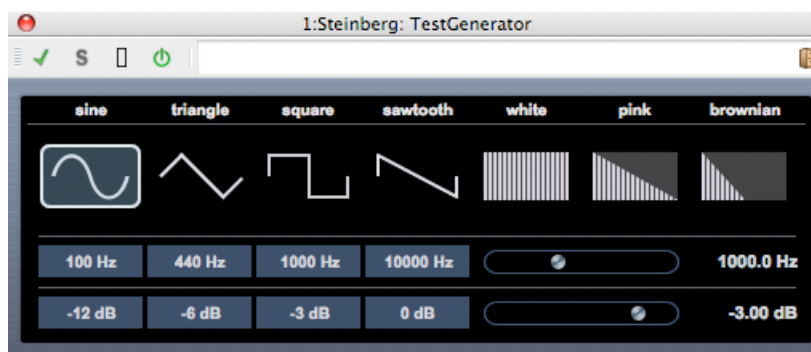 1:Steinberg: TestGenerator
S
sine triangle square sawtooth white pink brownian
100 Hz 440 Hz 1000 Hz 10000 Hz 1000.0 Hz
-12 dB -6 dB -3 dB 0 dB -3.00 dB